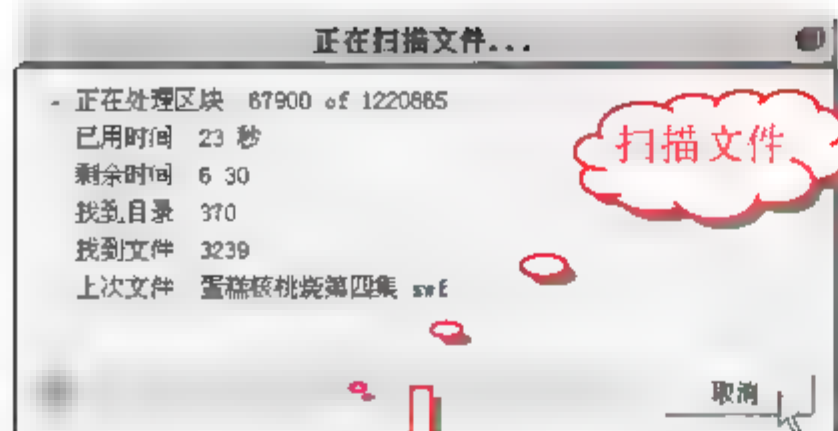 正在扫描文件...
- 正在处理区块 67900 of 1220865
扫描文件
已用时间 23 秒
剩余时间 6 30
找到目录 370
找到文件 3239
上次文件 蛋糕核桃烧第四集 swf
取消